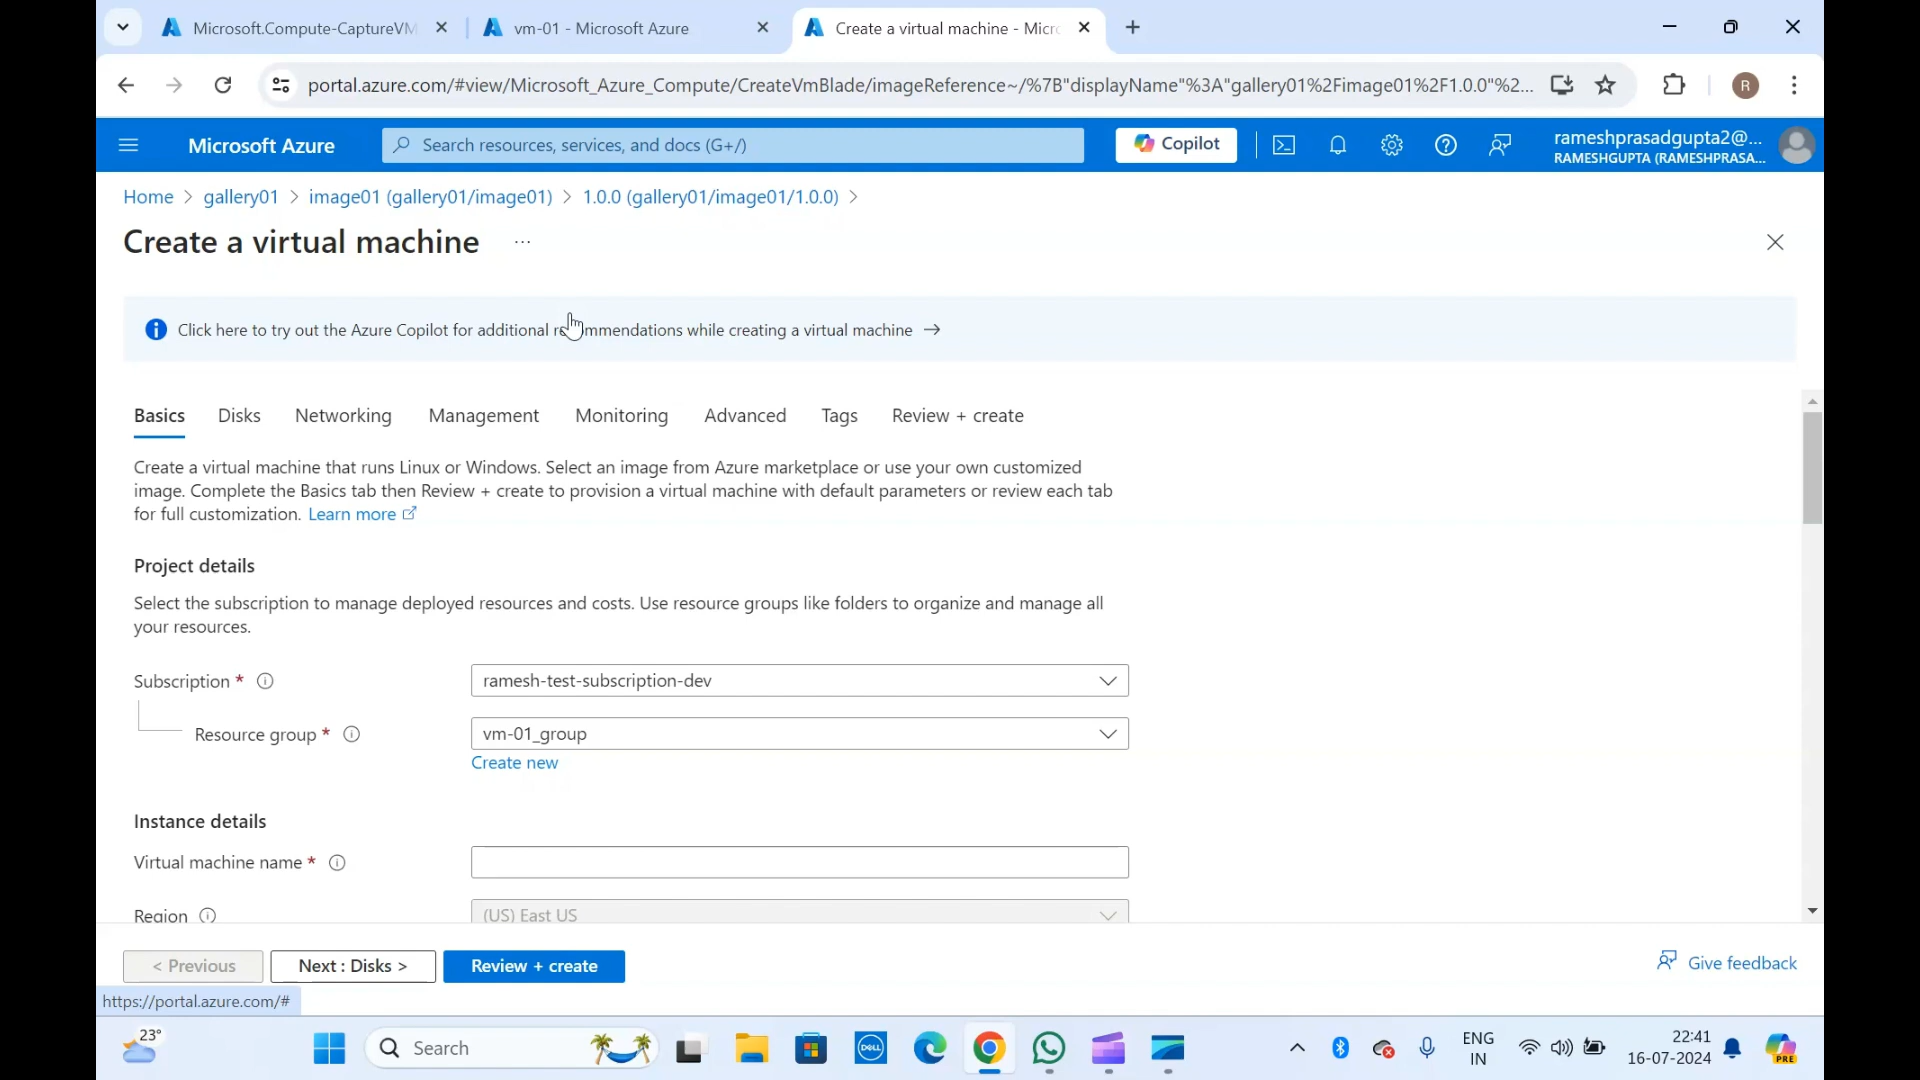 Microsoft.Compute-CaptureVM
vm-01 - Microsoft Azure
Create a virtual machine - Micro
portal.azure.com/#view/Microsoft_Azure_Compute/CreateVmBlade/imageReference~/%7B"displayName"%3A"gallery01%2Fimage01%2F1.0.0"%2...
R
Microsoft Azure
Search resources, services, and docs (G+/)
Copilot
rameshprasadgupta2@...
RAMESHGUPTA (RAMESHPRASA...
Home > gallery01 > image01 (gallery01/image01) > 1.0.0 (gallery01/image01/1.0.0) >
Create a virtual machine ...
Click here to try out the Azure Copilot for additional recommendations while creating a virtual machine →
Basics Disks Networking Management Monitoring Advanced Tags Review + create
Create a virtual machine that runs Linux or Windows. Select an image from Azure marketplace or use your own customized
image. Complete the Basics tab then Review + create to provision a virtual machine with default parameters or review each tab
for full customization. Learn more
Project details
Select the subscription to manage deployed resources and costs. Use resource groups like folders to organize and manage all
your resources.
Subscription * ramesh-test-subscription-dev
Resource group * vm-01_group
Create new
Instance details
Virtual machine name *
Region (US) East US
< Previous Next : Disks > Review + create Give feedback
https://portal.azure.com/#
23°
Search
DELL
ENG
IN
22:41
16-07-2024
PRE